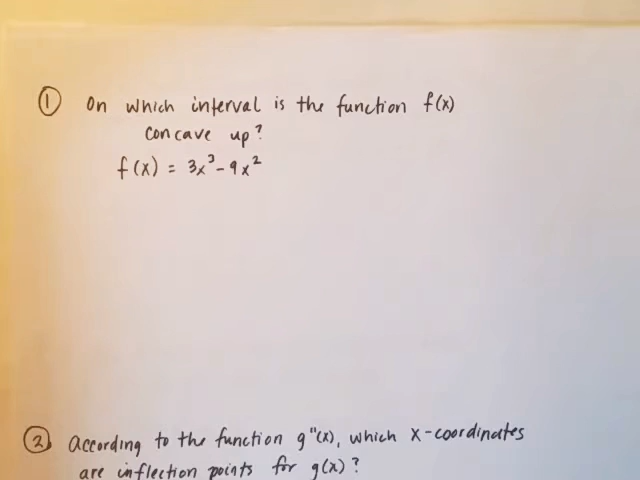 ① On which interval is the function f(x)
concave up?
f(x) = 3x³ - 9x²
② According to the function g"(x), which x-coordinates
are inflection points for g(x)?